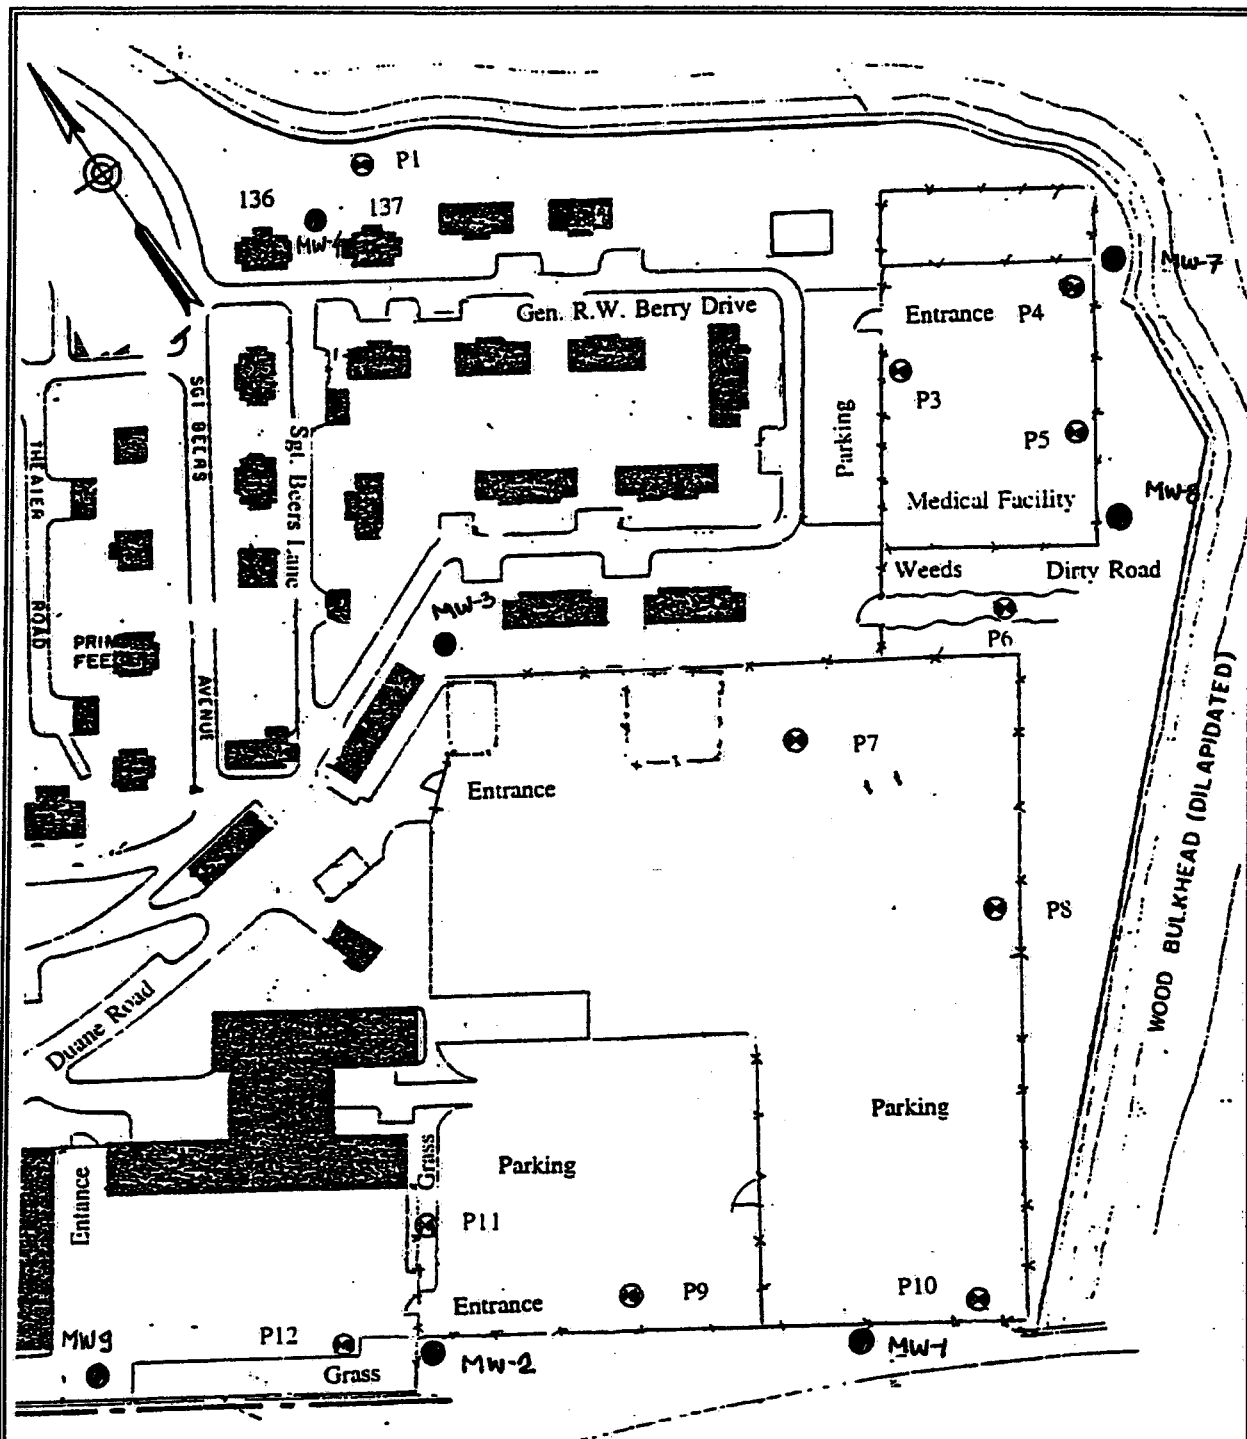 P1
136
137
MW-4
MW-7
Gen. R.W. Berry Drive
Entrance
P4
P3
Parking
P5
SGT BEERS
AVENUE
Sgt. Beers Lane
THEATER
ROAD
MW-8
Medical Facility
Weeds
Dirty Road
MW-3
P6
P7
Entrance
P8
WOOD BULKHEAD (DILAPIDATED)
Duane Road
Parking
Grass
Parking
Entance
P11
P9
P10
Entrance
P12
MW9
MW-2
MW-1
Grass